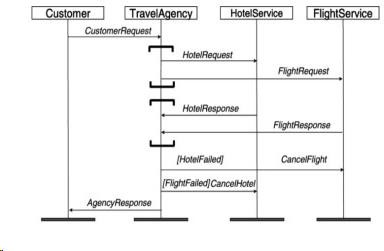 Customer TravelAgency HotelService FlightService
CustomerRequest
HotelRequest
FlightRequest
HotelResponse
FlightResponse
[HotelFailed] CancelFlight
[FlightFailed] CancelHotel
AgencyResponse